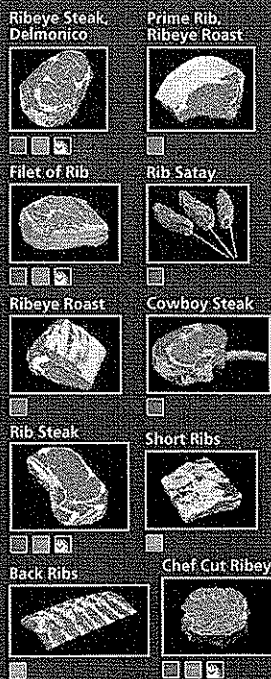 Ribeye Steak,
Delmonico
Prime Rib,
Ribeye Roast
Filet of Rib
Rib Satay
Ribeye Roast
Cowboy Steak
Rib Steak
Short Ribs
Back Ribs
Chef Cut Ribey